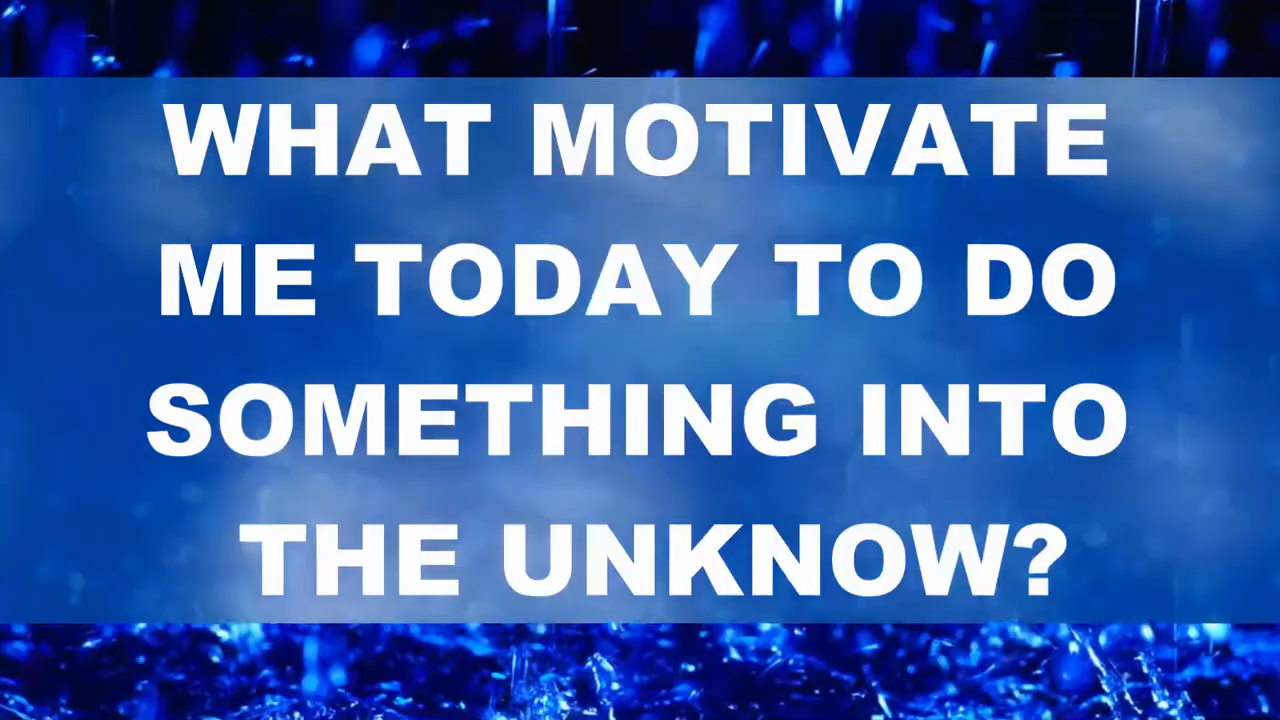 WHAT MOTIVATE
ME TODAY TO DO
SOMETHING INTO
THE UNKNOW?